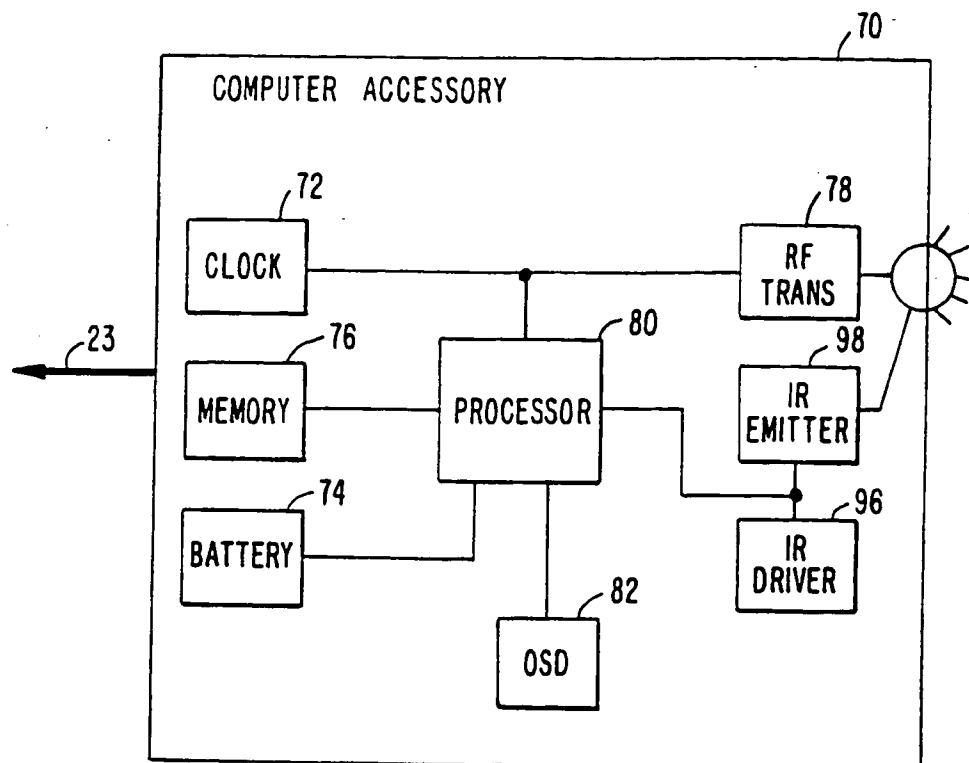 70
COMPUTER ACCESSORY
72
CLOCK
78
RF
TRANS
23
76
MEMORY
80
PROCESSOR
98
IR
EMITTER
74
BATTERY
96
IR
DRIVER
82
OSD